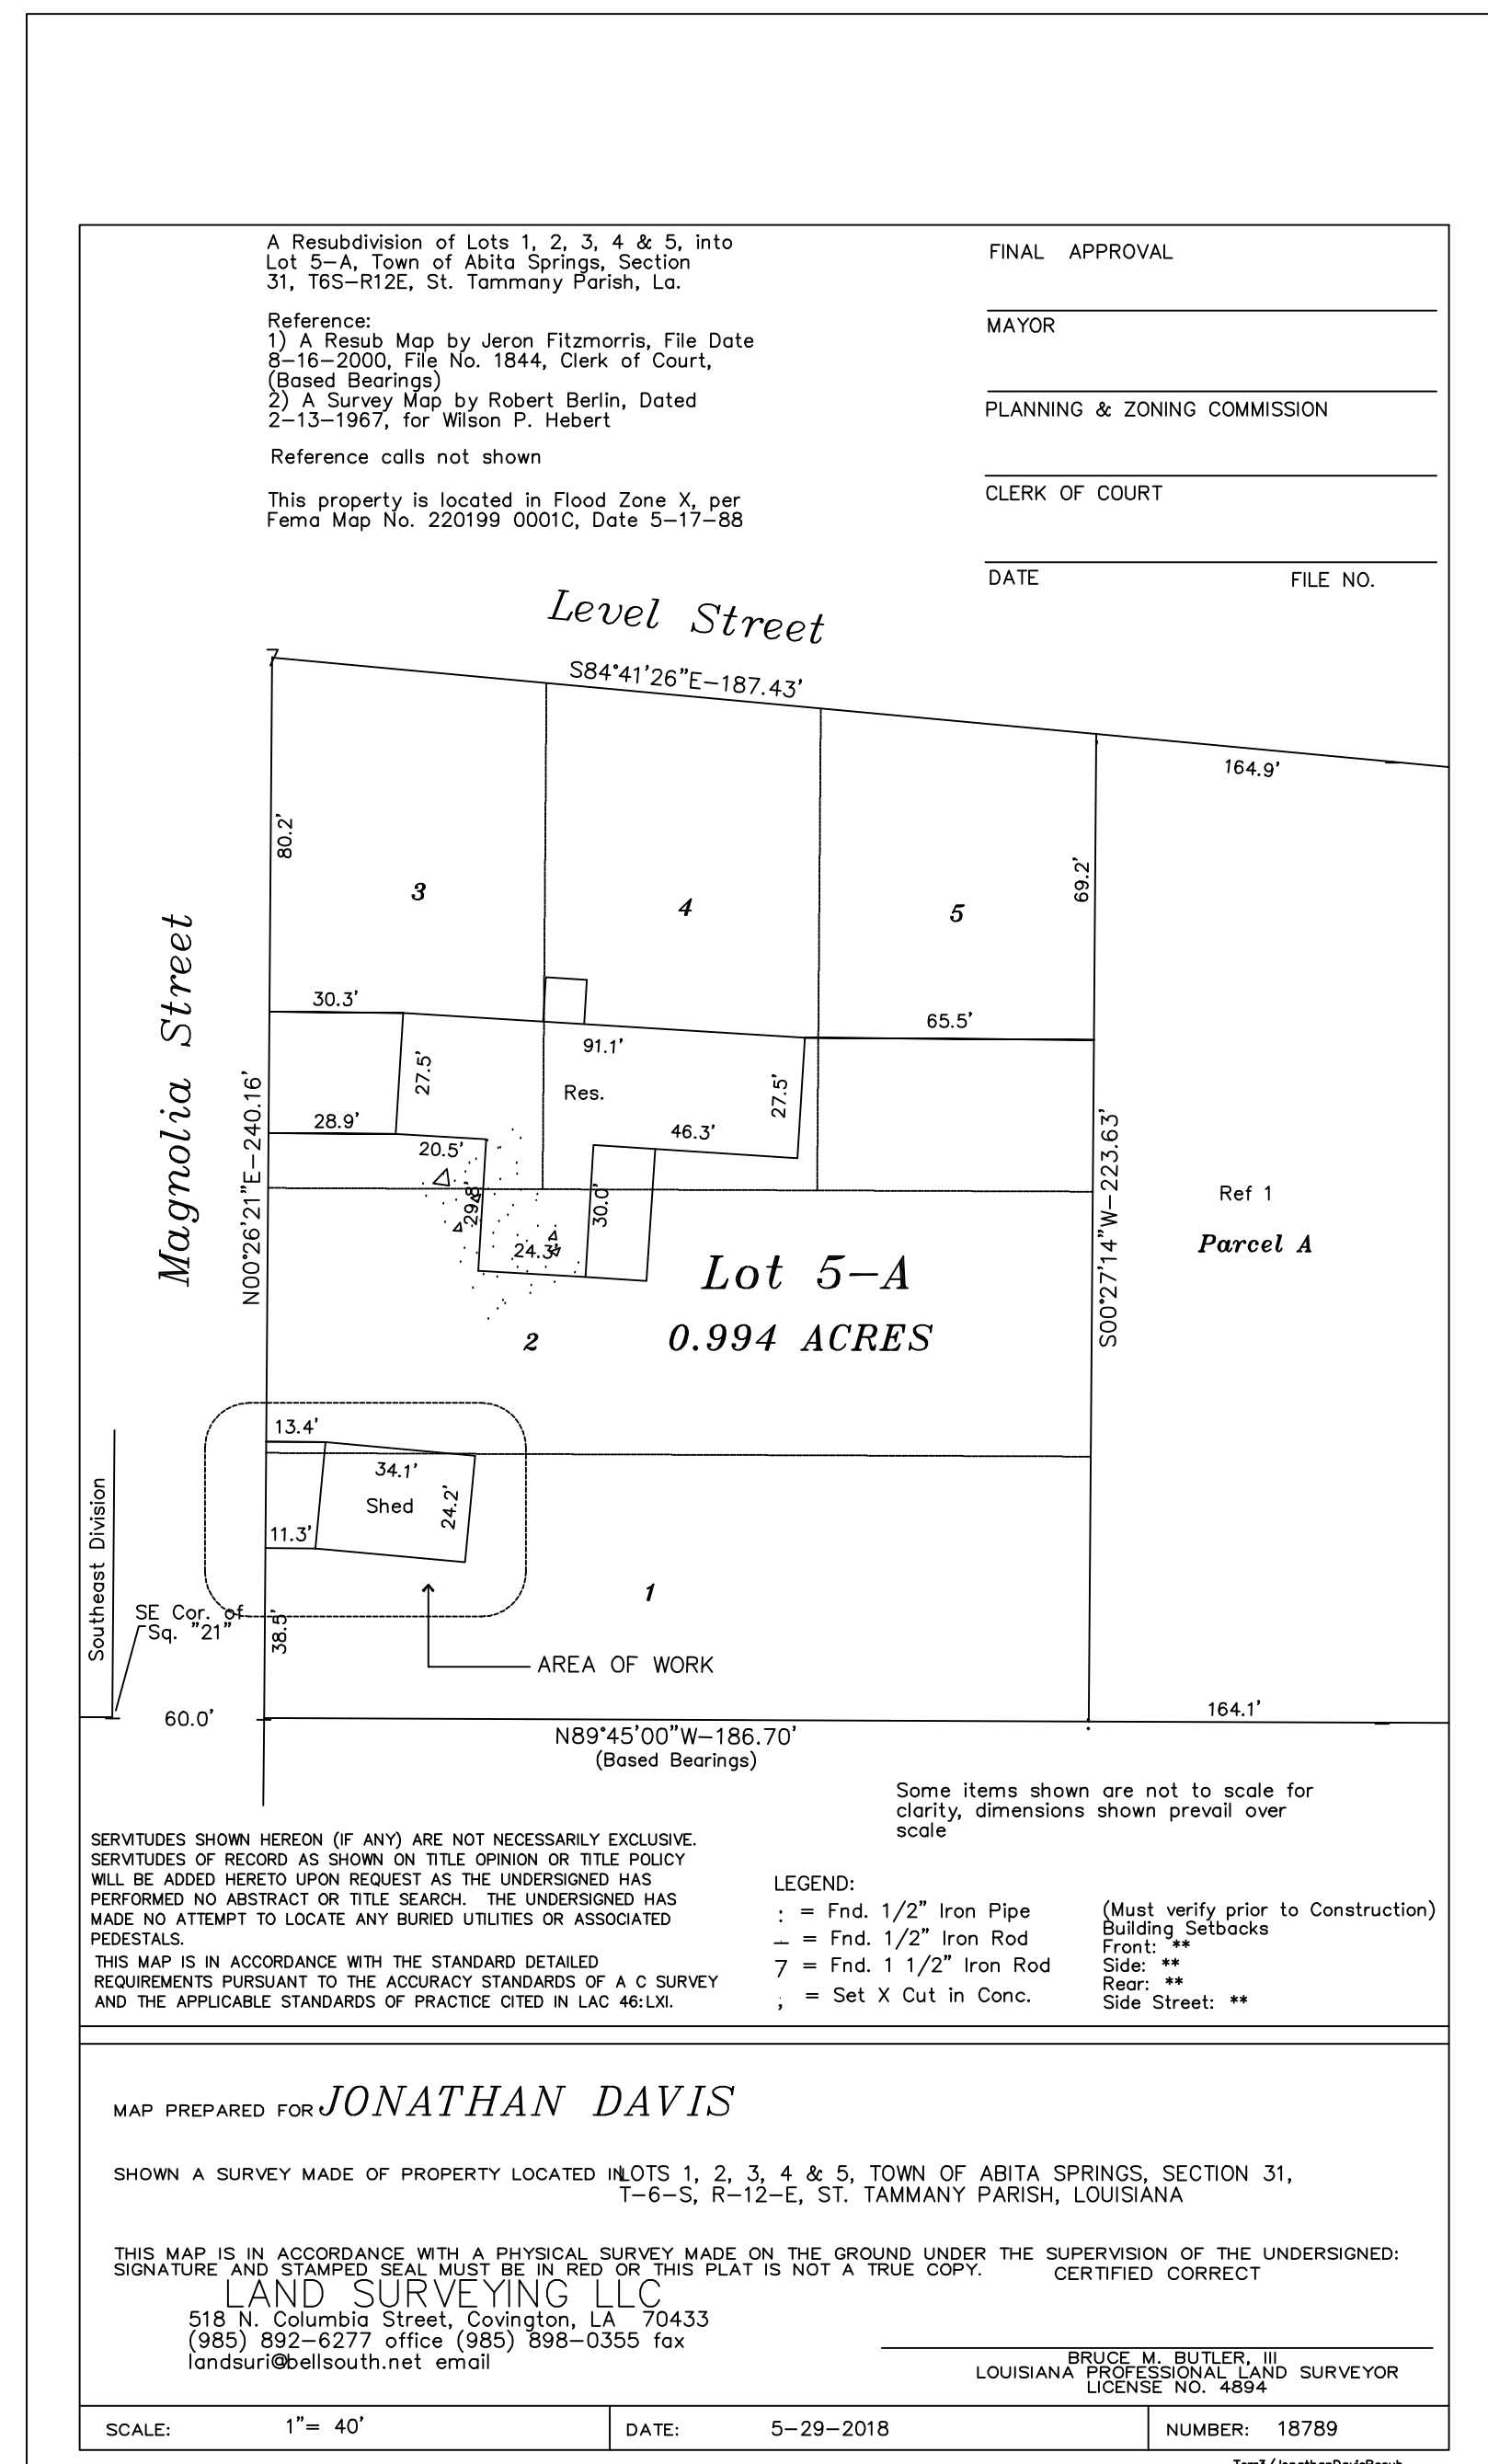 A Resubdivision of Lots 1, 2, 3, 4 & 5, into
Lot 5-A, Town of Abita Springs, Section
31, T6S-R12E, St. Tammany Parish, La.
Reference:
1) A Resub Map by Jeron Fitzmorris, File Date
8-16-2000, File No. 1844, Clerk of Court,
(Based Bearings)
2) A Survey Map by Robert Berlin, Dated
2-13-1967, for Wilson P. Hebert
Reference calls not shown
This property is located in Flood Zone X, per
Fema Map No. 220199 0001C, Date 5-17-88
FINAL APPROVAL
MAYOR
PLANNING & ZONING COMMISSION
CLERK OF COURT
DATE FILE NO.
Level Street
7
S84°41'26"E-187.43'
164.9'
80.2'
69.2'
3
4
5
Magnolia Street
30.3'
65.5'
91.1'
27.5'
Res.
27.5'
28.9'
46.3'
20.5'
N00°26'21"E-240.16'
S00°27'14"W-223.63'
29.8'
30.0'
24.3'
Ref 1
Parcel A
Lot 5-A
0.994 ACRES
2
13.4'
34.1'
Shed
24.2'
11.3'
1
Southeast Division
SE Cor. of
Sq. "21"
38.5'
AREA OF WORK
60.0'
164.1'
N89°45'00"W-186.70'
(Based Bearings)
Some items shown are not to scale for
clarity, dimensions shown prevail over
scale
SERVITUDES SHOWN HEREON (IF ANY) ARE NOT NECESSARILY EXCLUSIVE.
SERVITUDES OF RECORD AS SHOWN ON TITLE OPINION OR TITLE POLICY
WILL BE ADDED HERETO UPON REQUEST AS THE UNDERSIGNED HAS
PERFORMED NO ABSTRACT OR TITLE SEARCH. THE UNDERSIGNED HAS
MADE NO ATTEMPT TO LOCATE ANY BURIED UTILITIES OR ASSOCIATED
PEDESTALS.
THIS MAP IS IN ACCORDANCE WITH THE STANDARD DETAILED
REQUIREMENTS PURSUANT TO THE ACCURACY STANDARDS OF A C SURVEY
AND THE APPLICABLE STANDARDS OF PRACTICE CITED IN LAC 46:LXI.
LEGEND:
: = Fnd. 1/2" Iron Pipe
= Fnd. 1/2" Iron Rod
7 = Fnd. 1 1/2" Iron Rod
; = Set X Cut in Conc.
(Must verify prior to Construction)
Building Setbacks
Front: **
Side: **
Rear: **
Side Street: **
MAP PREPARED FOR JONATHAN DAVIS
SHOWN A SURVEY MADE OF PROPERTY LOCATED IN LOTS 1, 2, 3, 4 & 5, TOWN OF ABITA SPRINGS, SECTION 31,
T-6-S, R-12-E, ST. TAMMANY PARISH, LOUISIANA
THIS MAP IS IN ACCORDANCE WITH A PHYSICAL SURVEY MADE ON THE GROUND UNDER THE SUPERVISION OF THE UNDERSIGNED:
SIGNATURE AND STAMPED SEAL MUST BE IN RED OR THIS PLAT IS NOT A TRUE COPY. CERTIFIED CORRECT
LAND SURVEYING LLC
518 N. Columbia Street, Covington, LA 70433
(985) 892-6277 office (985) 898-0355 fax
landsuri@bellsouth.net email
BRUCE M. BUTLER, III
LOUISIANA PROFESSIONAL LAND SURVEYOR
LICENSE NO. 4894
SCALE: 1"= 40' DATE: 5-29-2018 NUMBER: 18789